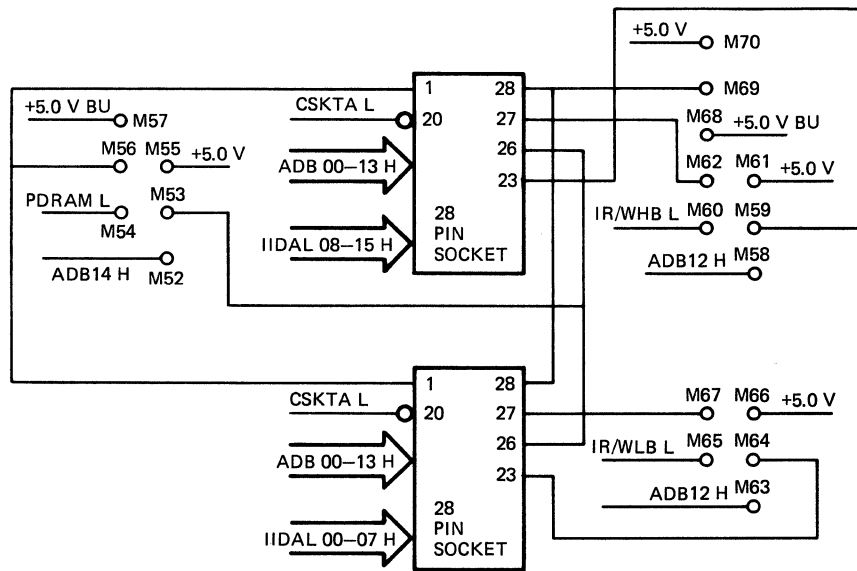 +5.0 V
M70
1
28
M69
CSKTA L
20
27
+5.0 V BU
M57
M68
+5.0 V BU
M56
M55
+5.0 V
26
ADB 00–13 H
M62
M61
+5.0 V
23
PDRAM L
M53
M54
IR/WHB L
M60
M59
28
PIN
SOCKET
IIDAL 08–15 H
ADB14 H
M52
ADB12 H
M58
1
28
CSKTA L
20
27
M67
M66
+5.0 V
26
ADB 00–13 H
IR/WLB L
M65
M64
23
ADB12 H
M63
28
PIN
SOCKET
IIDAL 00–07 H